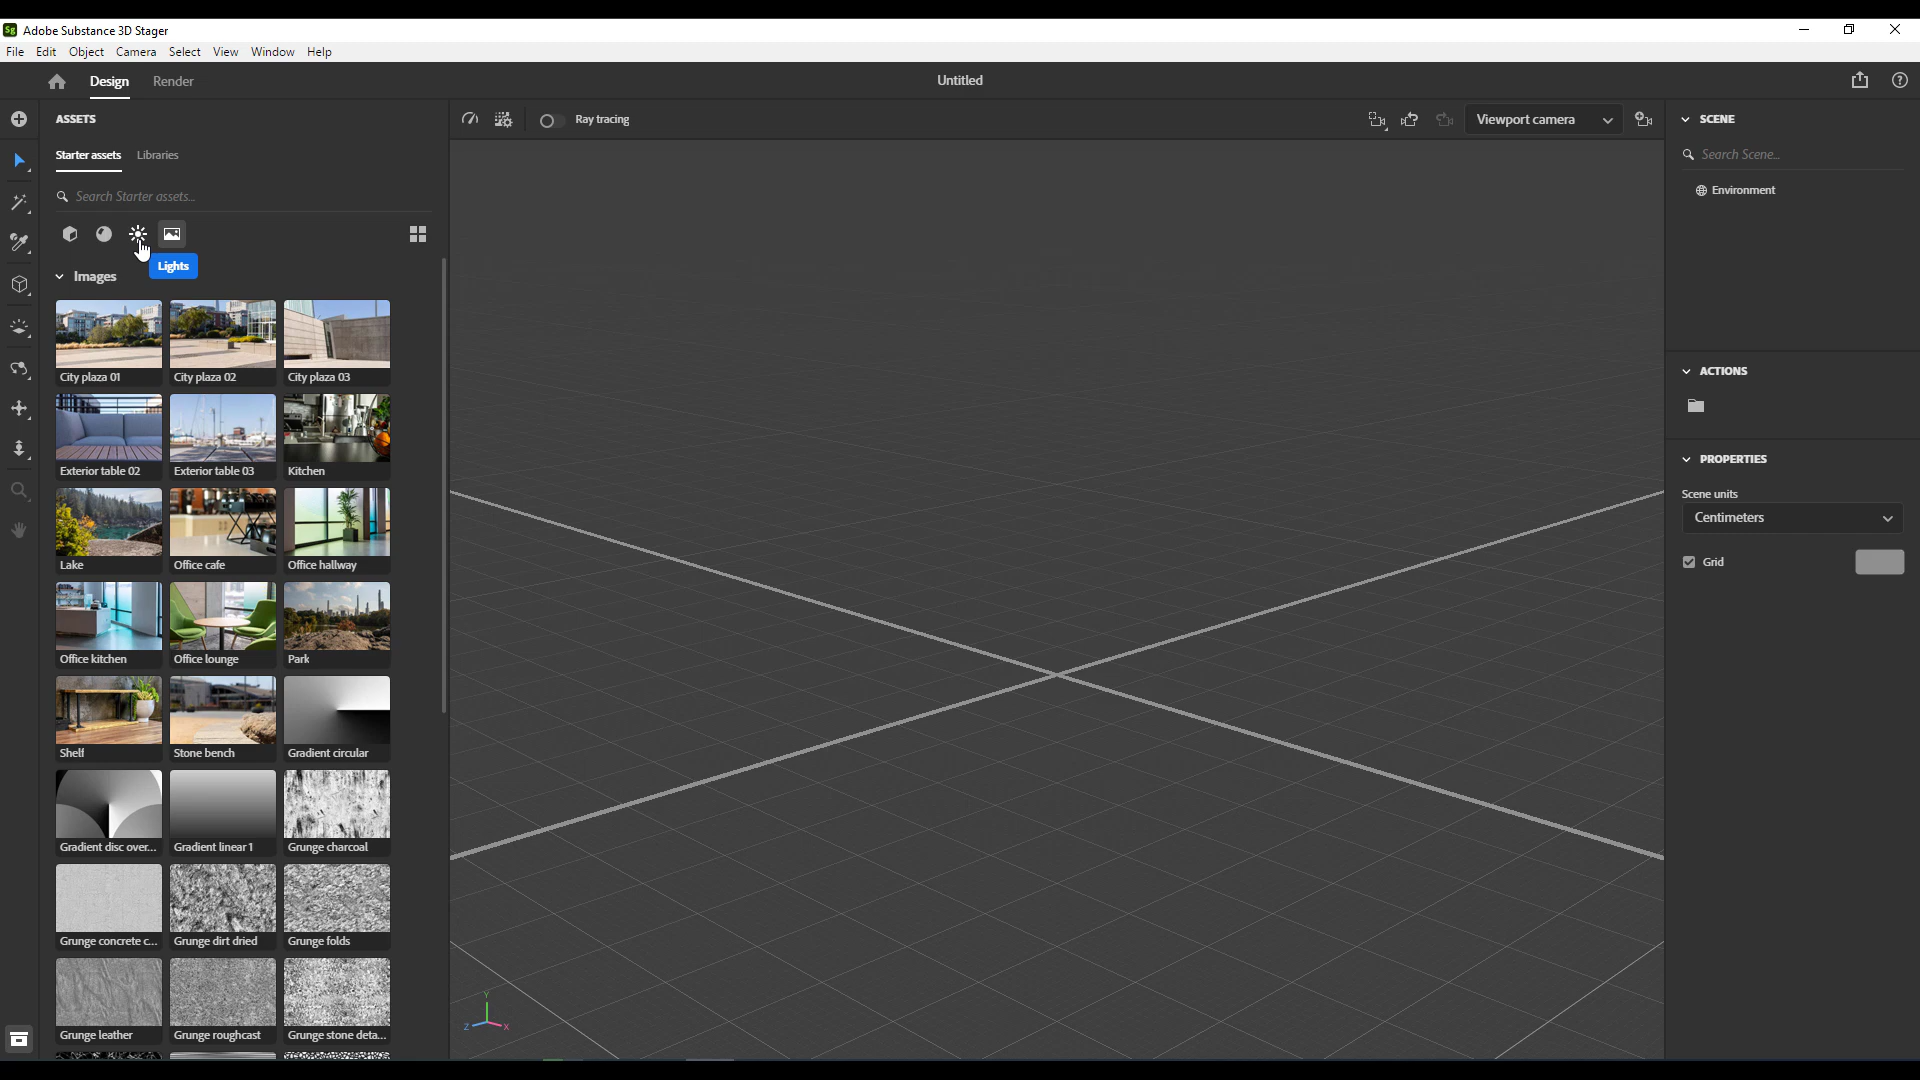 Sg Adobe Substance 3D Stager
File Edit Object Camera Select View Window Help
Design Render Untitled
ASSETS
Starter assets Libraries
Search Starter assets...
Lights
Images
City plaza 01 City plaza 02 City plaza 03
Exterior table 02 Exterior table 03 Kitchen
Lake Office cafe Office hallway
Office kitchen Office lounge Park
Shelf Stone bench Gradient circular
Gradient disc over... Gradient linear 1 Grunge charcoal
Grunge concrete c... Grunge dirt dried Grunge folds
Grunge leather Grunge roughcast Grunge stone deta...
Ray tracing
Viewport camera
Y
Z X
SCENE
Search Scene...
Environment
ACTIONS
PROPERTIES
Scene units
Centimeters
Grid